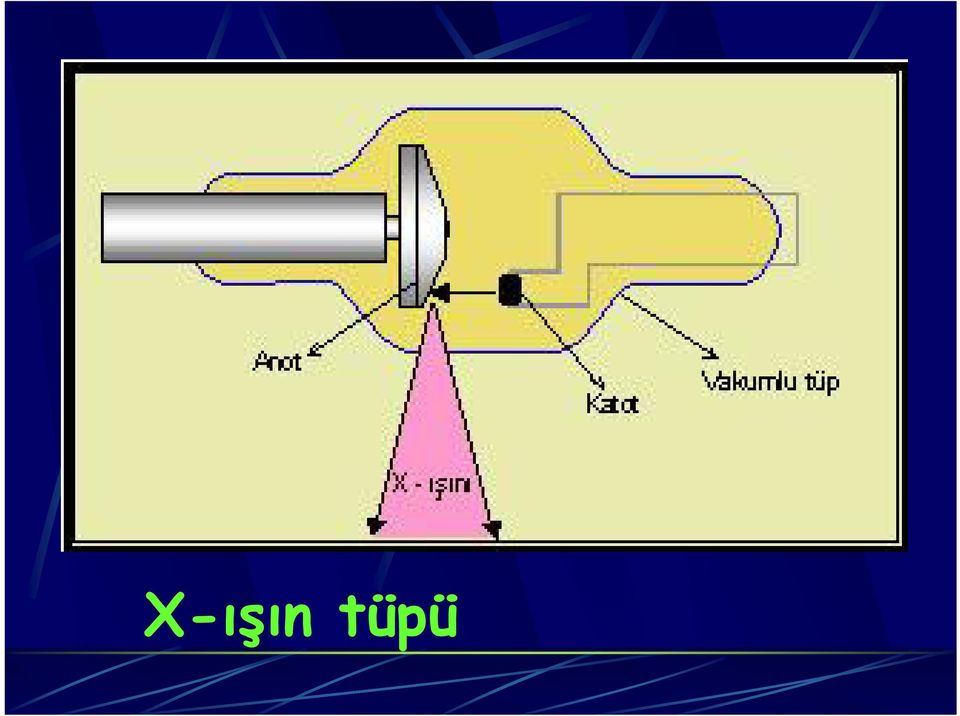 Anot
Katot
Vakumlu tüp
X - ışını
X-ışın tüpü